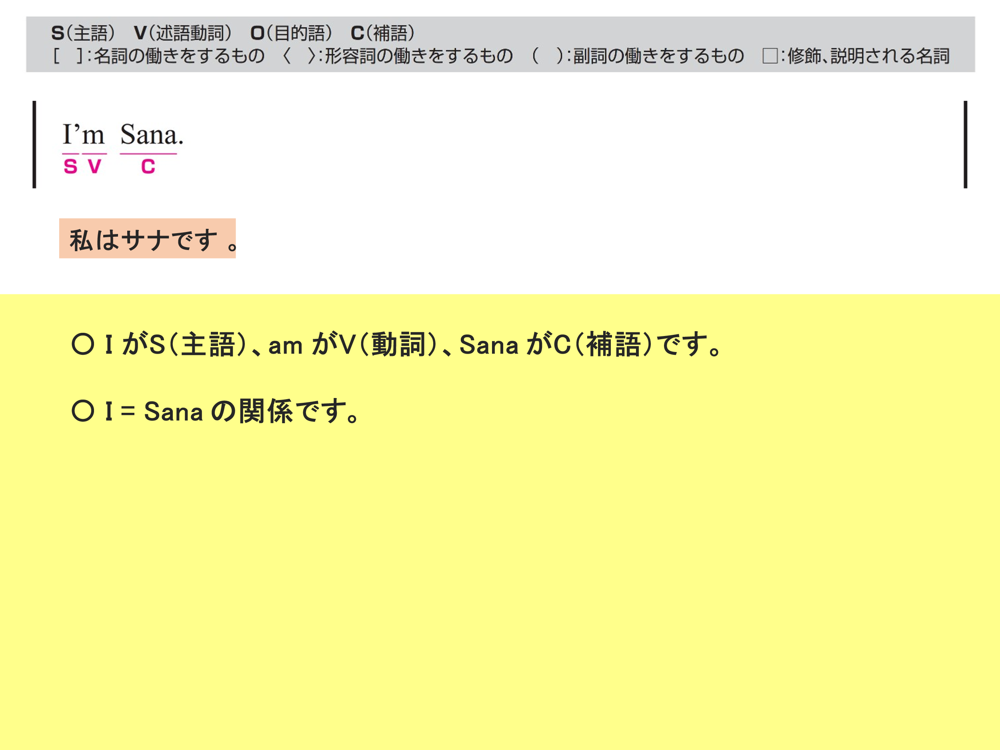 S(主語) V(述語動詞) O(目的語) C(補語)
[ ]:名詞の働きをするもの 〈 〉:形容詞の働きをするもの ( ):副詞の働きをするもの □:修飾、説明される名詞
I’m Sana.
S V C
私はサナです 。
〇 I がS(主語)、am がV(動詞)、Sana がC(補語)です。
〇 I = Sana の関係です。